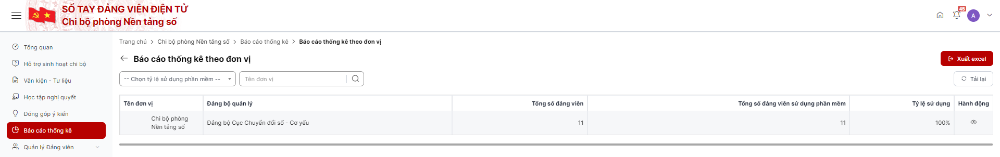 SỔ TAY ĐẢNG VIÊN ĐIỆN TỬ
Chi bộ phòng Nền tảng số
45
A
Tổng quan
Hỗ trợ sinh hoạt chi bộ
Văn kiện - Tư liệu
Học tập nghị quyết
Đóng góp ý kiến
Báo cáo thống kê
Quản lý Đảng viên
Trang chủ > Chi bộ phòng Nền tảng số > Báo cáo thống kê > Báo cáo thống kê theo đơn vị
Báo cáo thống kê theo đơn vị
Xuất excel
-- Chọn tỷ lệ sử dụng phần mềm --
Tên đơn vị
Tải lại
Tên đơn vị Đảng bộ quản lý Tổng số đảng viên Tổng số đảng viên sử dụng phần mềm Tỷ lệ sử dụng Hành động
Chi bộ phòng
Nền tảng số
Đảng bộ Cục Chuyển đổi số - Cơ yếu 11 11 100%